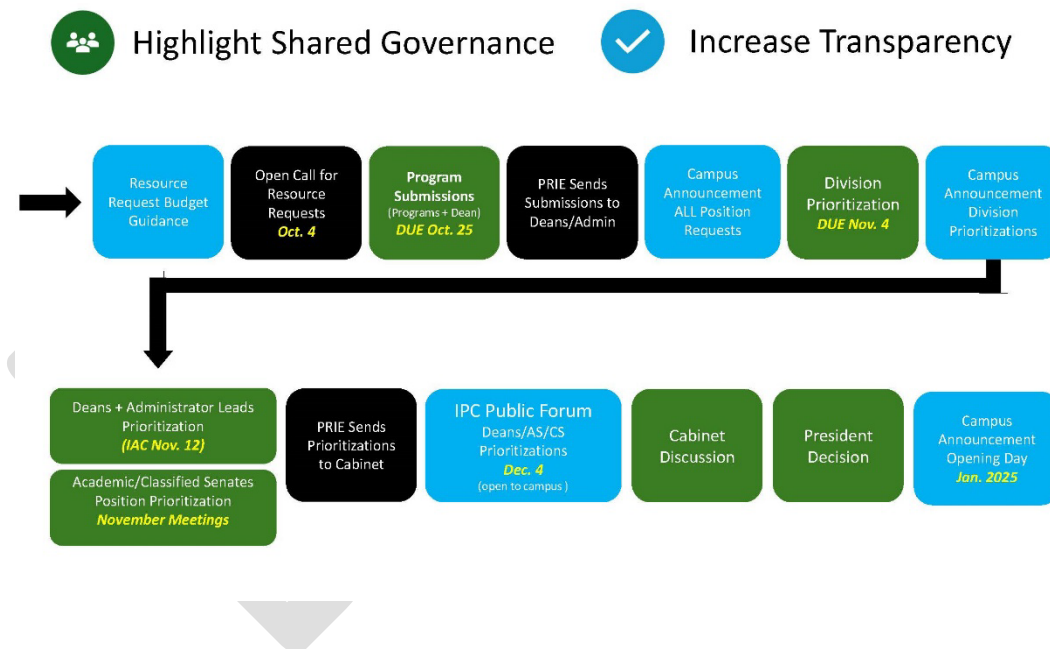 Highlight Shared Governance
Increase Transparency
Resource
Request Budget
Guidance
Open Call for
Resource
Requests
Oct. 4
Program
Submissions
(Programs + Dean)
DUE Oct. 25
PRIE Sends
Submissions to
Deans/Admin
Campus
Announcement
ALL Position
Requests
Division
Prioritization
DUE Nov. 4
Campus
Announcement
Division
Prioritizations
Deans + Administrator Leads
Prioritization
(IAC Nov. 12)
Academic/Classified Senates
Position Prioritization
November Meetings
PRIE Sends
Prioritizations
to Cabinet
IPC Public Forum
Deans/AS/CS
Prioritizations
Dec. 4
(open to campus )
Cabinet
Discussion
President
Decision
Campus
Announcement
Opening Day
Jan. 2025